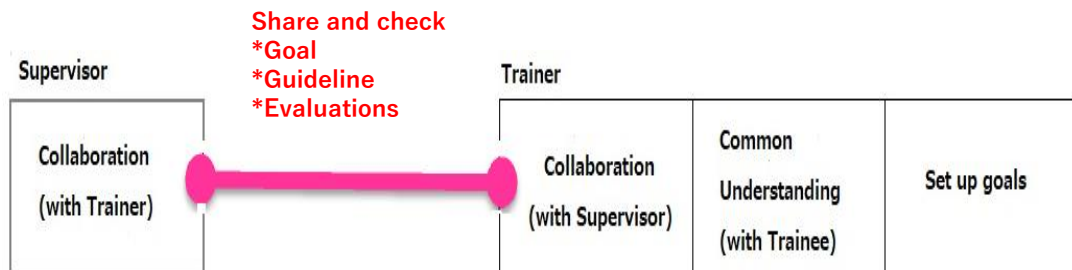 Share and check
*Goal
*Guideline
*Evaluations
Supervisor
Trainer
Collaboration
(with Trainer)
Collaboration
(with Supervisor)
Common
Understanding
(with Trainee)
Set up goals